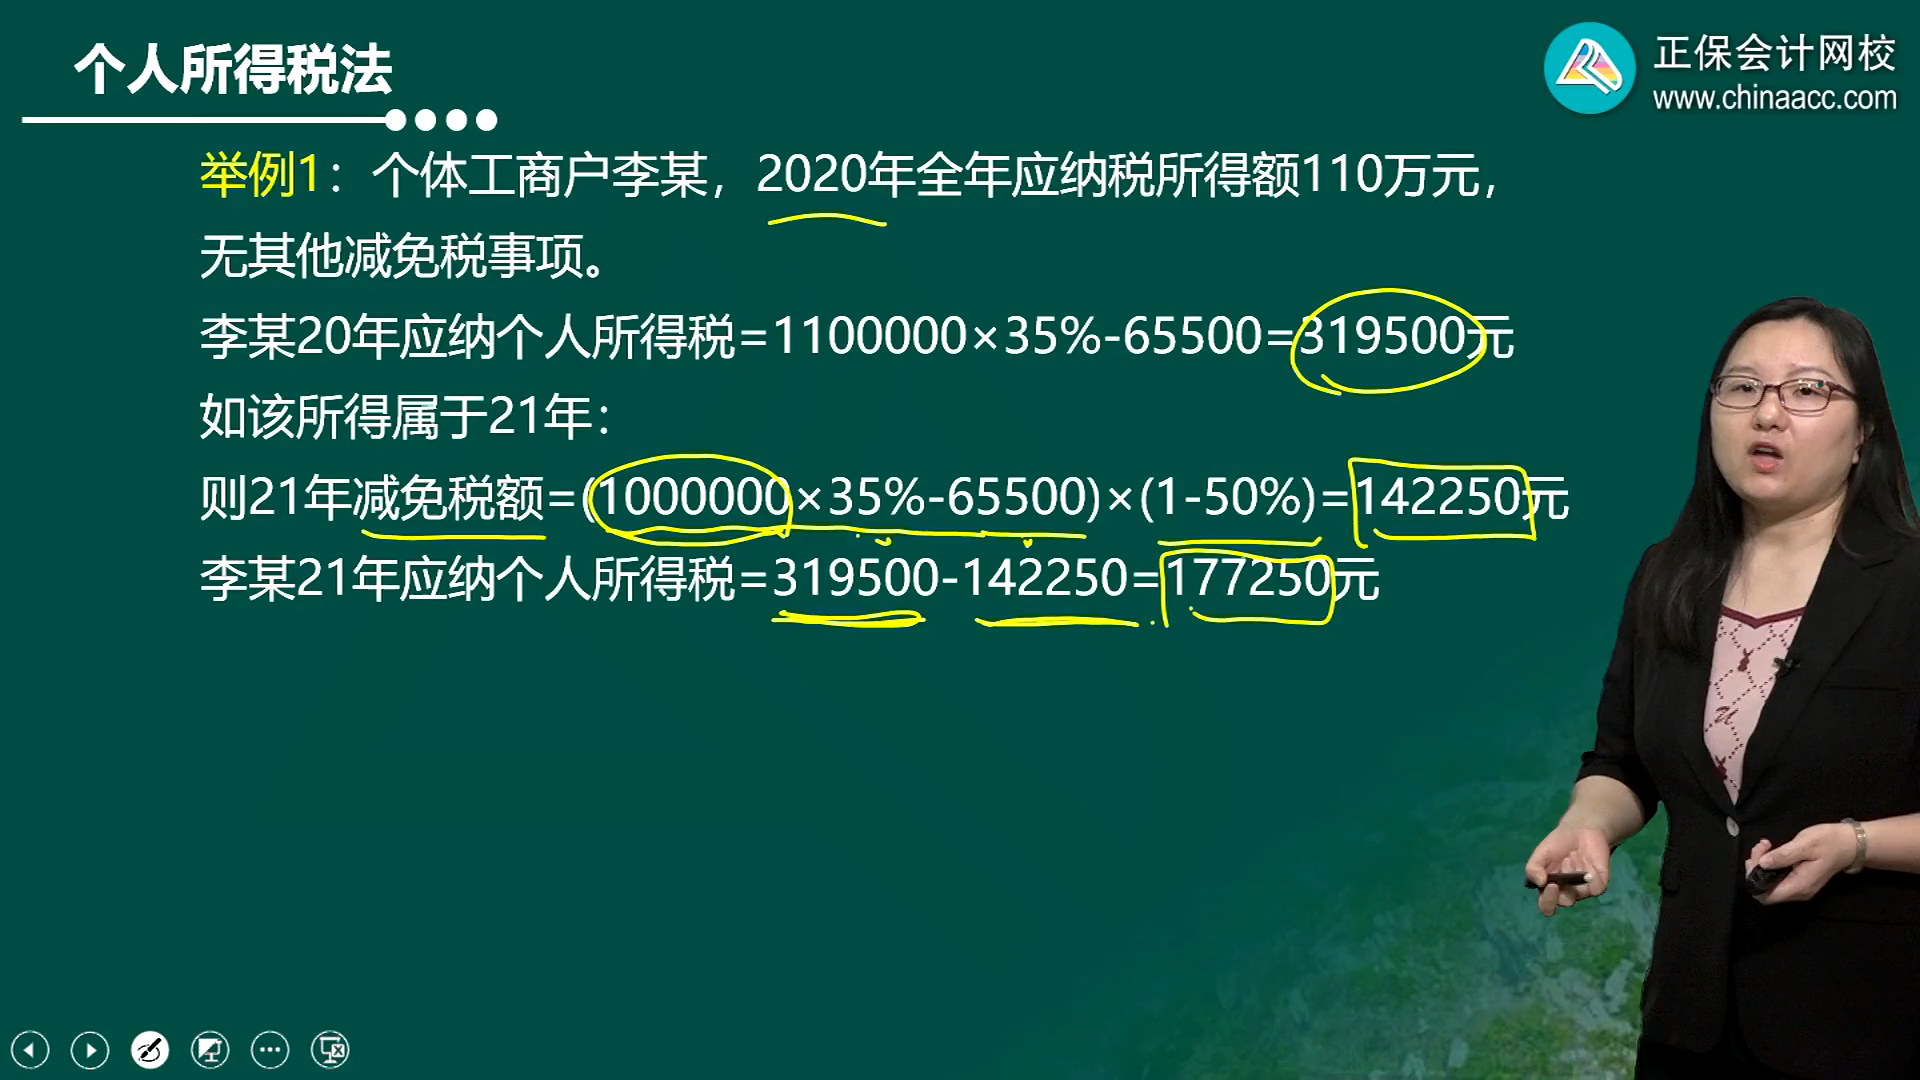 个人所得税法
正保会计网校
www.chinaacc.com
举例1：个体工商户李某，2020年全年应纳税所得额110万元，
无其他减免税事项。
李某20年应纳个人所得税=1100000×35%-65500=319500元
如该所得属于21年：
则21年减免税额=(1000000×35%-65500)×(1-50%)=142250元
李某21年应纳个人所得税=319500-142250=177250元